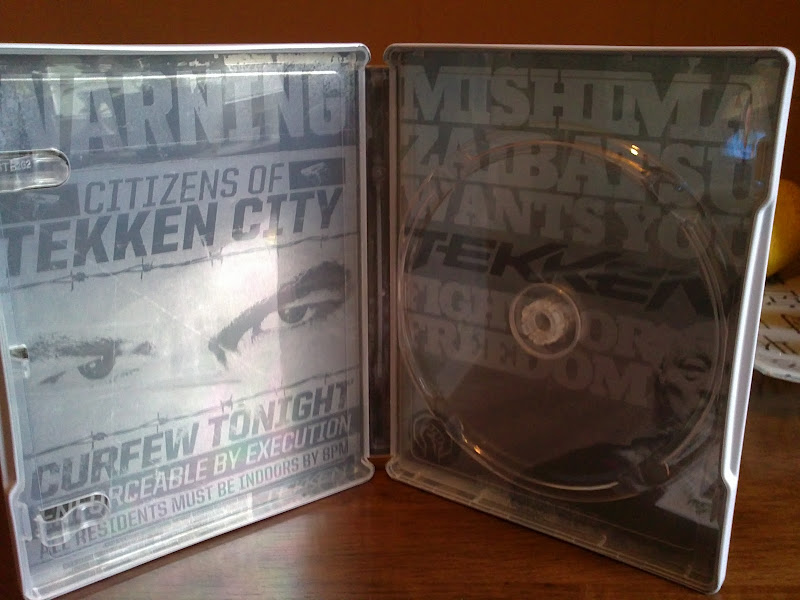 WARNING
CITIZENS OF
TEKKEN CITY
CURFEW TONIGHT
ENFORCEABLE BY EXECUTION
ALL RESIDENTS MUST BE INDOORS BY 8PM
TEKKEN
MISHIMA
ZAIBATSU
WANTS YOU
TEKKEN
FIGHT FOR
FREEDOM